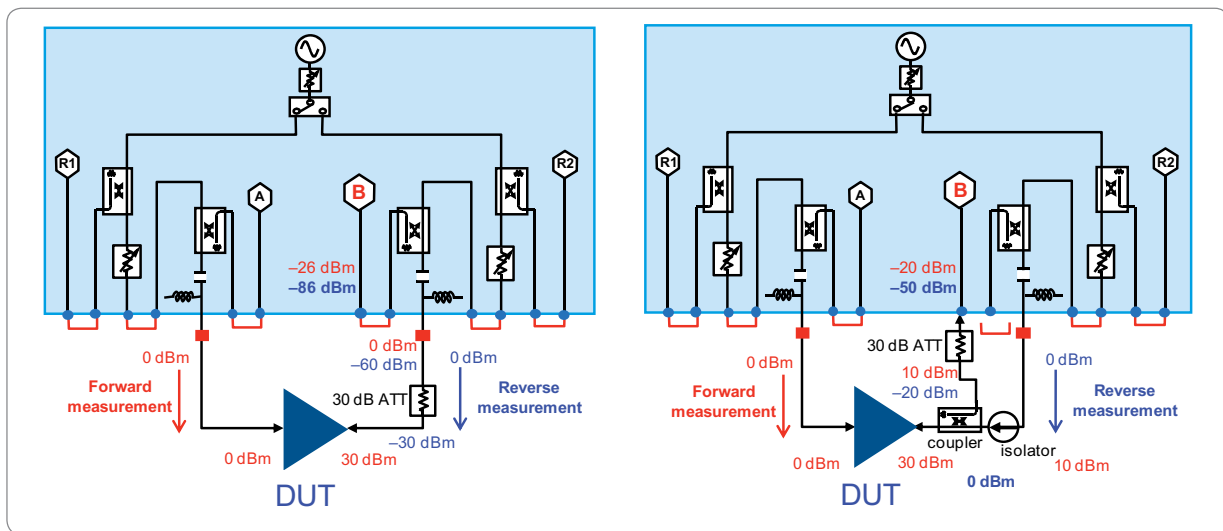 R1
A
B
R2
–26 dBm
–86 dBm
0 dBm
0 dBm
–60 dBm
0 dBm
Forward
measurement
30 dB ATT
Reverse
measurement
–30 dBm
0 dBm
30 dBm
DUT
R1
A
B
R2
–20 dBm
–50 dBm
30 dB ATT
0 dBm
10 dBm
–20 dBm
0 dBm
Forward
measurement
Reverse
measurement
coupler
isolator
0 dBm
30 dBm
10 dBm
0 dBm
DUT